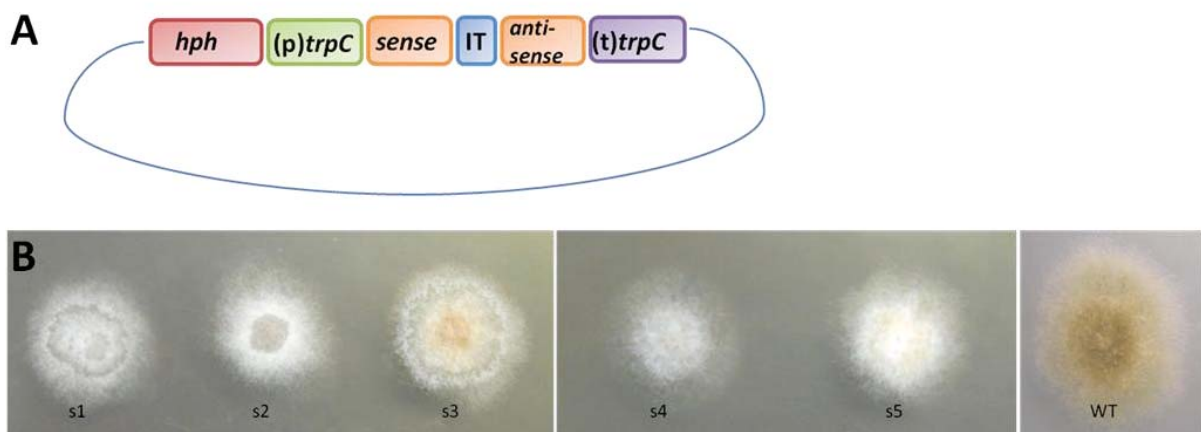 A
hph (p)trpC sense IT anti-
sense (t)trpC
B
s1 s2 s3 s4 s5 WT